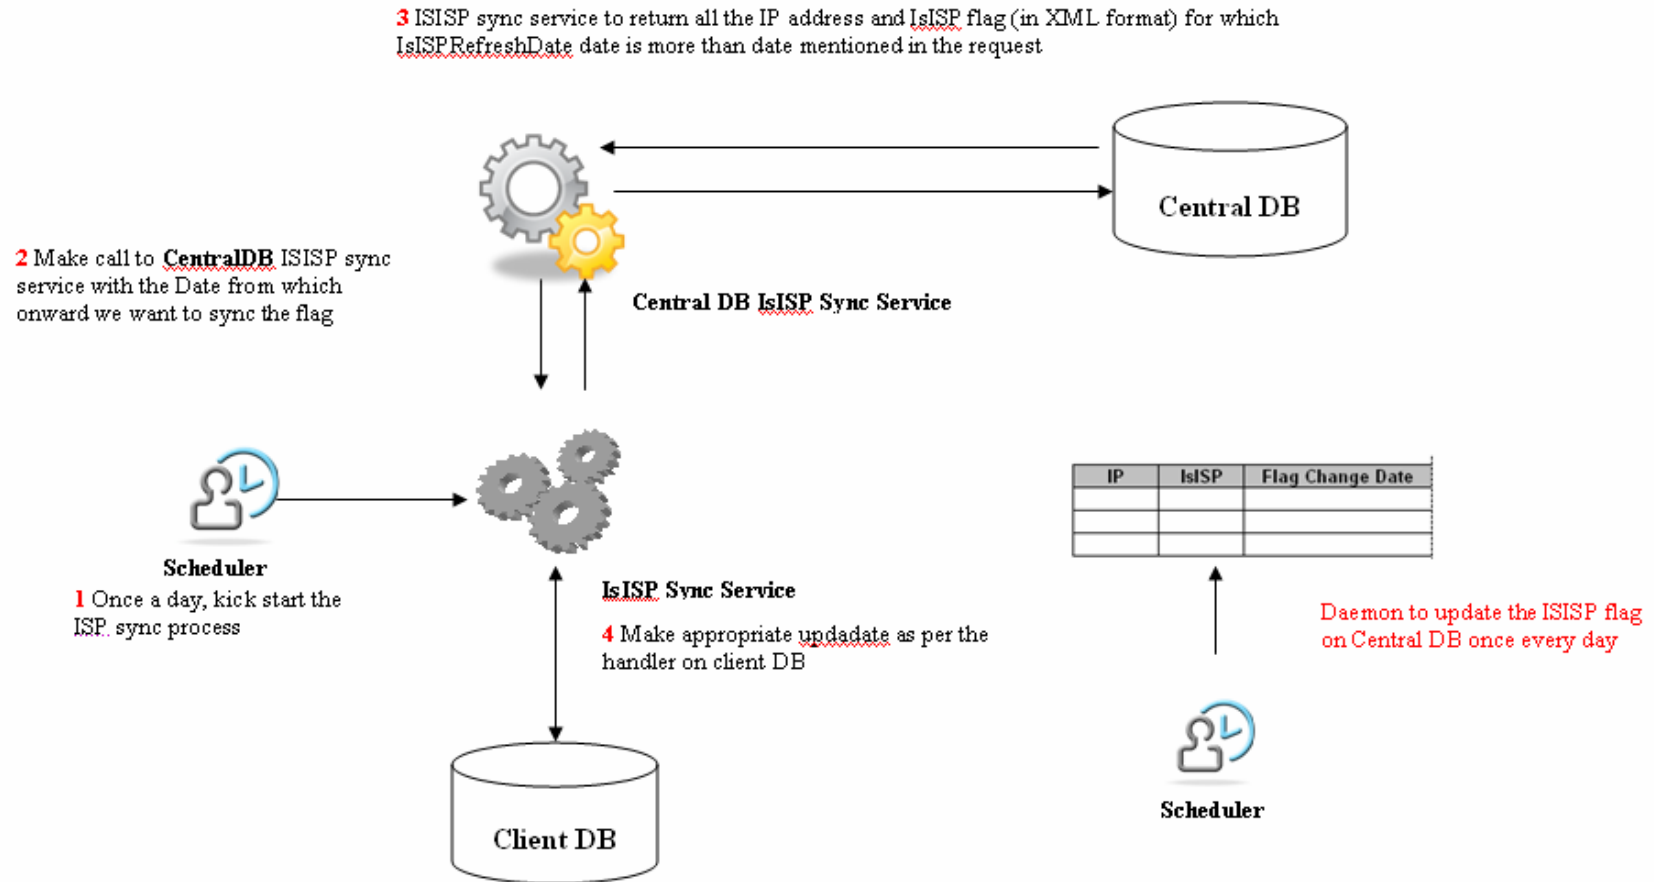 3 ISISP sync service to return all the IP address and IsISP flag (in XML format) for which
IsISPRefreshDate date is more than date mentioned in the request
Central DB
2 Make call to CentralDB ISISP sync
service with the Date from which
onward we want to sync the flag
Central DB IsISP Sync Service
Scheduler
1 Once a day, kick start the
ISP sync process
IsISP Sync Service
4 Make appropriate updadate as per the
handler on client DB
Client DB
IP IsISP Flag Change Date
Daemon to update the ISISP flag
on Central DB once every day
Scheduler